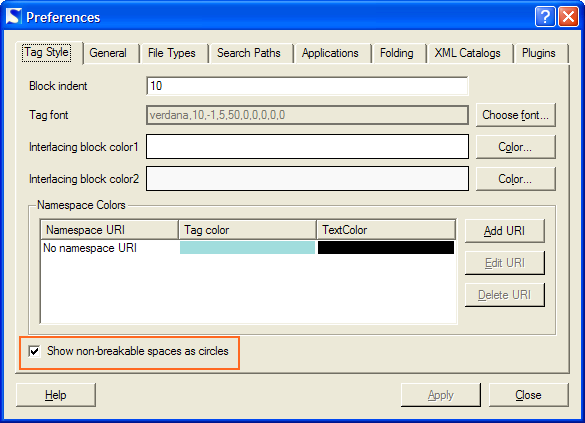 Preferences
Tag Style General File Types Search Paths Applications Folding XML Catalogs Plugins
Block indent 10
Tag font verdana,10,-1,5,50,0,0,0,0,0 Choose font...
Interlacing block color1 Color...
Interlacing block color2 Color...
Namespace Colors
Namespace URI Tag color TextColor Add URI
No namespace URI
Edit URI
Delete URI
Show non-breakable spaces as circles
Help Apply Close